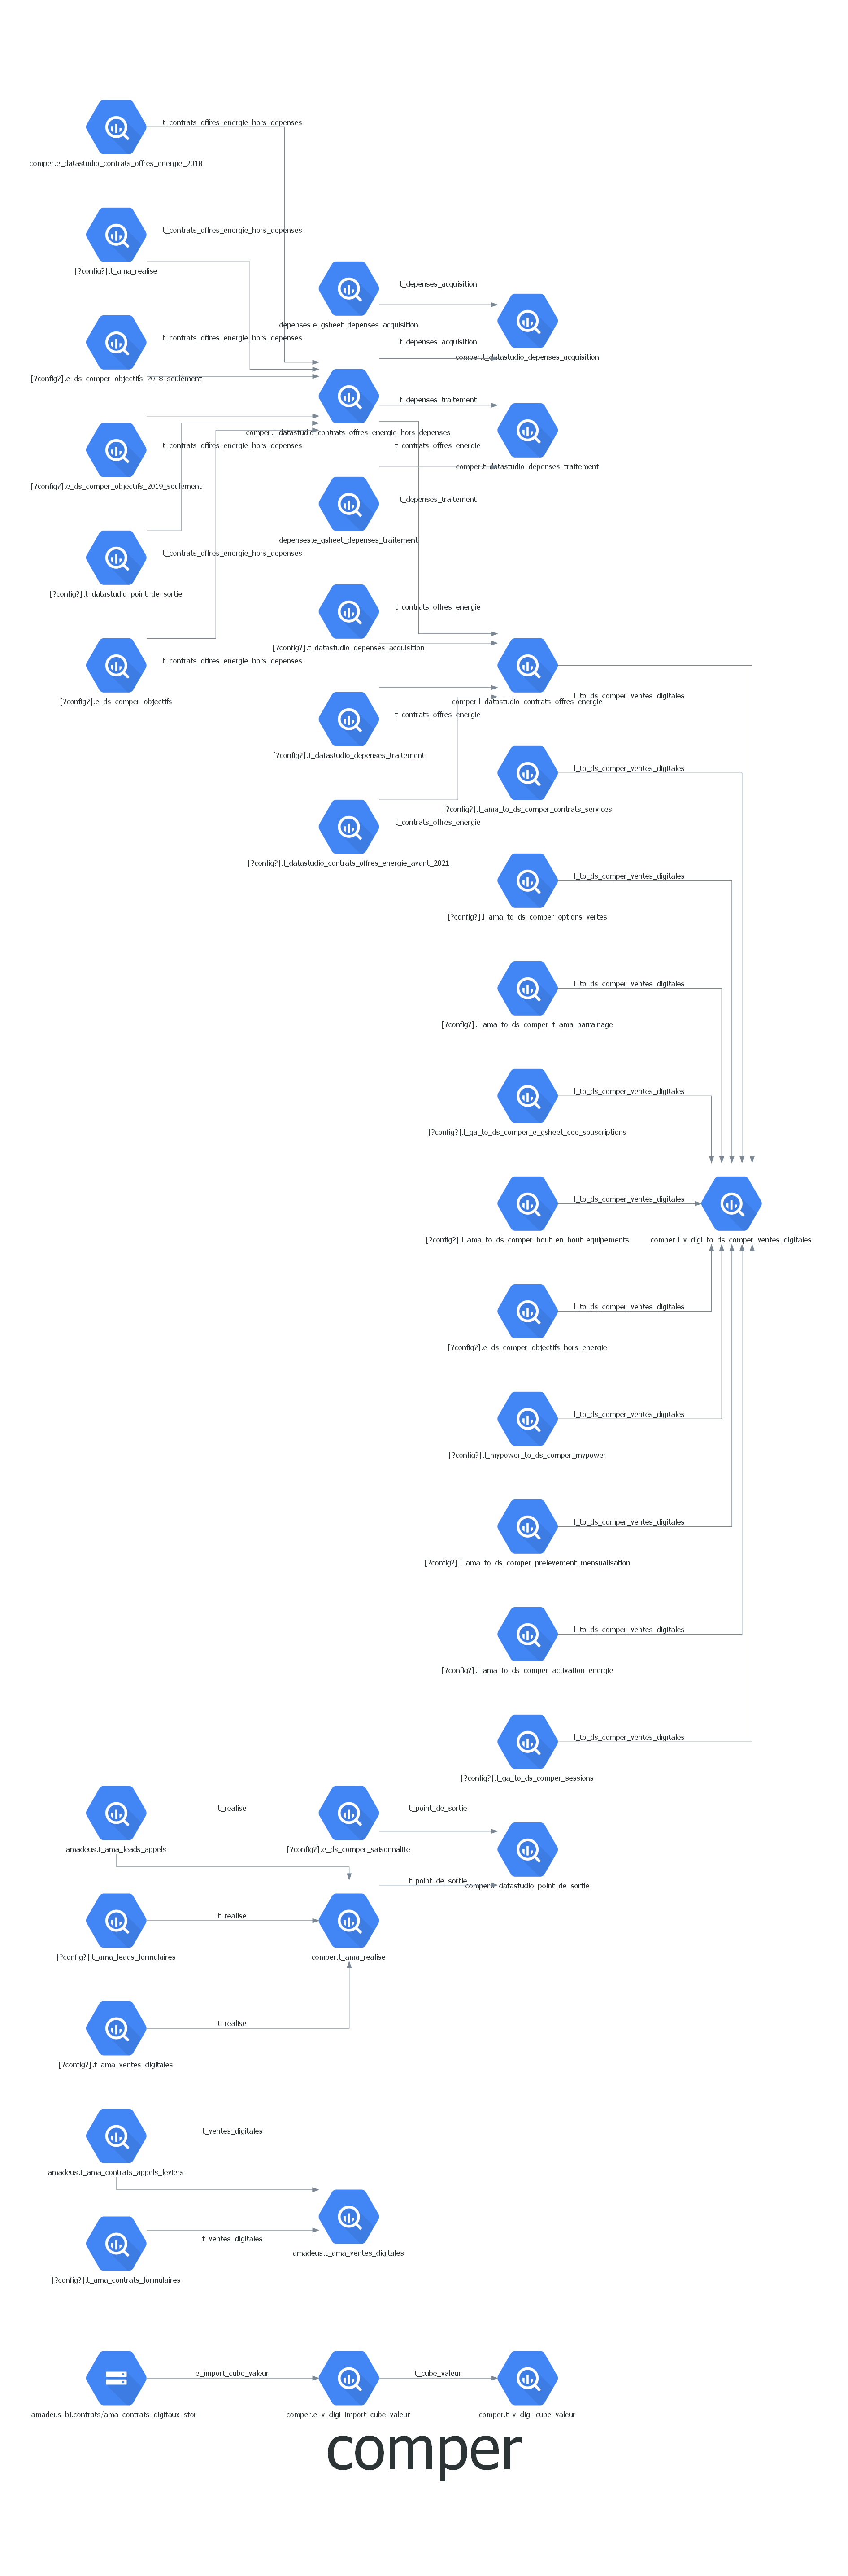 t_contrats_offres_energie_hors_depenses
comper.e_datastudio_contrats_offres_energie_2018
t_contrats_offres_energie_hors_depenses
[?config?].t_ama_realise
t_depenses_acquisition
depenses.e_gsheet_depenses_acquisition
t_contrats_offres_energie_hors_depenses
t_depenses_acquisition
comper.t_datastudio_depenses_acquisition
[?config?].e_ds_comper_objectifs_2018_seulement
t_depenses_traitement
comper.l_datastudio_contrats_offres_energie_hors_depenses
t_contrats_offres_energie_hors_depenses
t_contrats_offres_energie
comper.t_datastudio_depenses_traitement
[?config?].e_ds_comper_objectifs_2019_seulement
t_depenses_traitement
depenses.e_gsheet_depenses_traitement
t_contrats_offres_energie_hors_depenses
[?config?].t_datastudio_point_de_sortie
t_contrats_offres_energie
[?config?].t_datastudio_depenses_acquisition
t_contrats_offres_energie_hors_depenses
[?config?].e_ds_comper_objectifs
l_to_ds_comper_ventes_digitales
comper.l_datastudio_contrats_offres_energie
t_contrats_offres_energie
[?config?].t_datastudio_depenses_traitement
l_to_ds_comper_ventes_digitales
[?config?].l_ama_to_ds_comper_contrats_services
t_contrats_offres_energie
[?config?].l_datastudio_contrats_offres_energie_avant_2021
l_to_ds_comper_ventes_digitales
[?config?].l_ama_to_ds_comper_options_vertes
l_to_ds_comper_ventes_digitales
[?config?].l_ama_to_ds_comper_t_ama_parrainage
l_to_ds_comper_ventes_digitales
[?config?].l_ga_to_ds_comper_e_gsheet_cee_souscriptions
l_to_ds_comper_ventes_digitales
[?config?].l_ama_to_ds_comper_bout_en_bout_equipements
comper.l_v_digi_to_ds_comper_ventes_digitales
l_to_ds_comper_ventes_digitales
[?config?].e_ds_comper_objectifs_hors_energie
l_to_ds_comper_ventes_digitales
[?config?].l_mypower_to_ds_comper_mypower
l_to_ds_comper_ventes_digitales
[?config?].l_ama_to_ds_comper_prelevement_mensualisation
l_to_ds_comper_ventes_digitales
[?config?].l_ama_to_ds_comper_activation_energie
l_to_ds_comper_ventes_digitales
[?config?].l_ga_to_ds_comper_sessions
t_realise
t_point_de_sortie
amadeus.t_ama_leads_appels
[?config?].e_ds_comper_saisonnalite
t_point_de_sortie
comper.t_datastudio_point_de_sortie
t_realise
[?config?].t_ama_leads_formulaires
comper.t_ama_realise
t_realise
[?config?].t_ama_ventes_digitales
t_ventes_digitales
amadeus.t_ama_contrats_appels_leviers
t_ventes_digitales
amadeus.t_ama_ventes_digitales
[?config?].t_ama_contrats_formulaires
e_import_cube_valeur
t_cube_valeur
amadeus_bi.contrats/ama_contrats_digitaux_stor_
comper.e_v_digi_import_cube_valeur
comper.t_v_digi_cube_valeur
comper